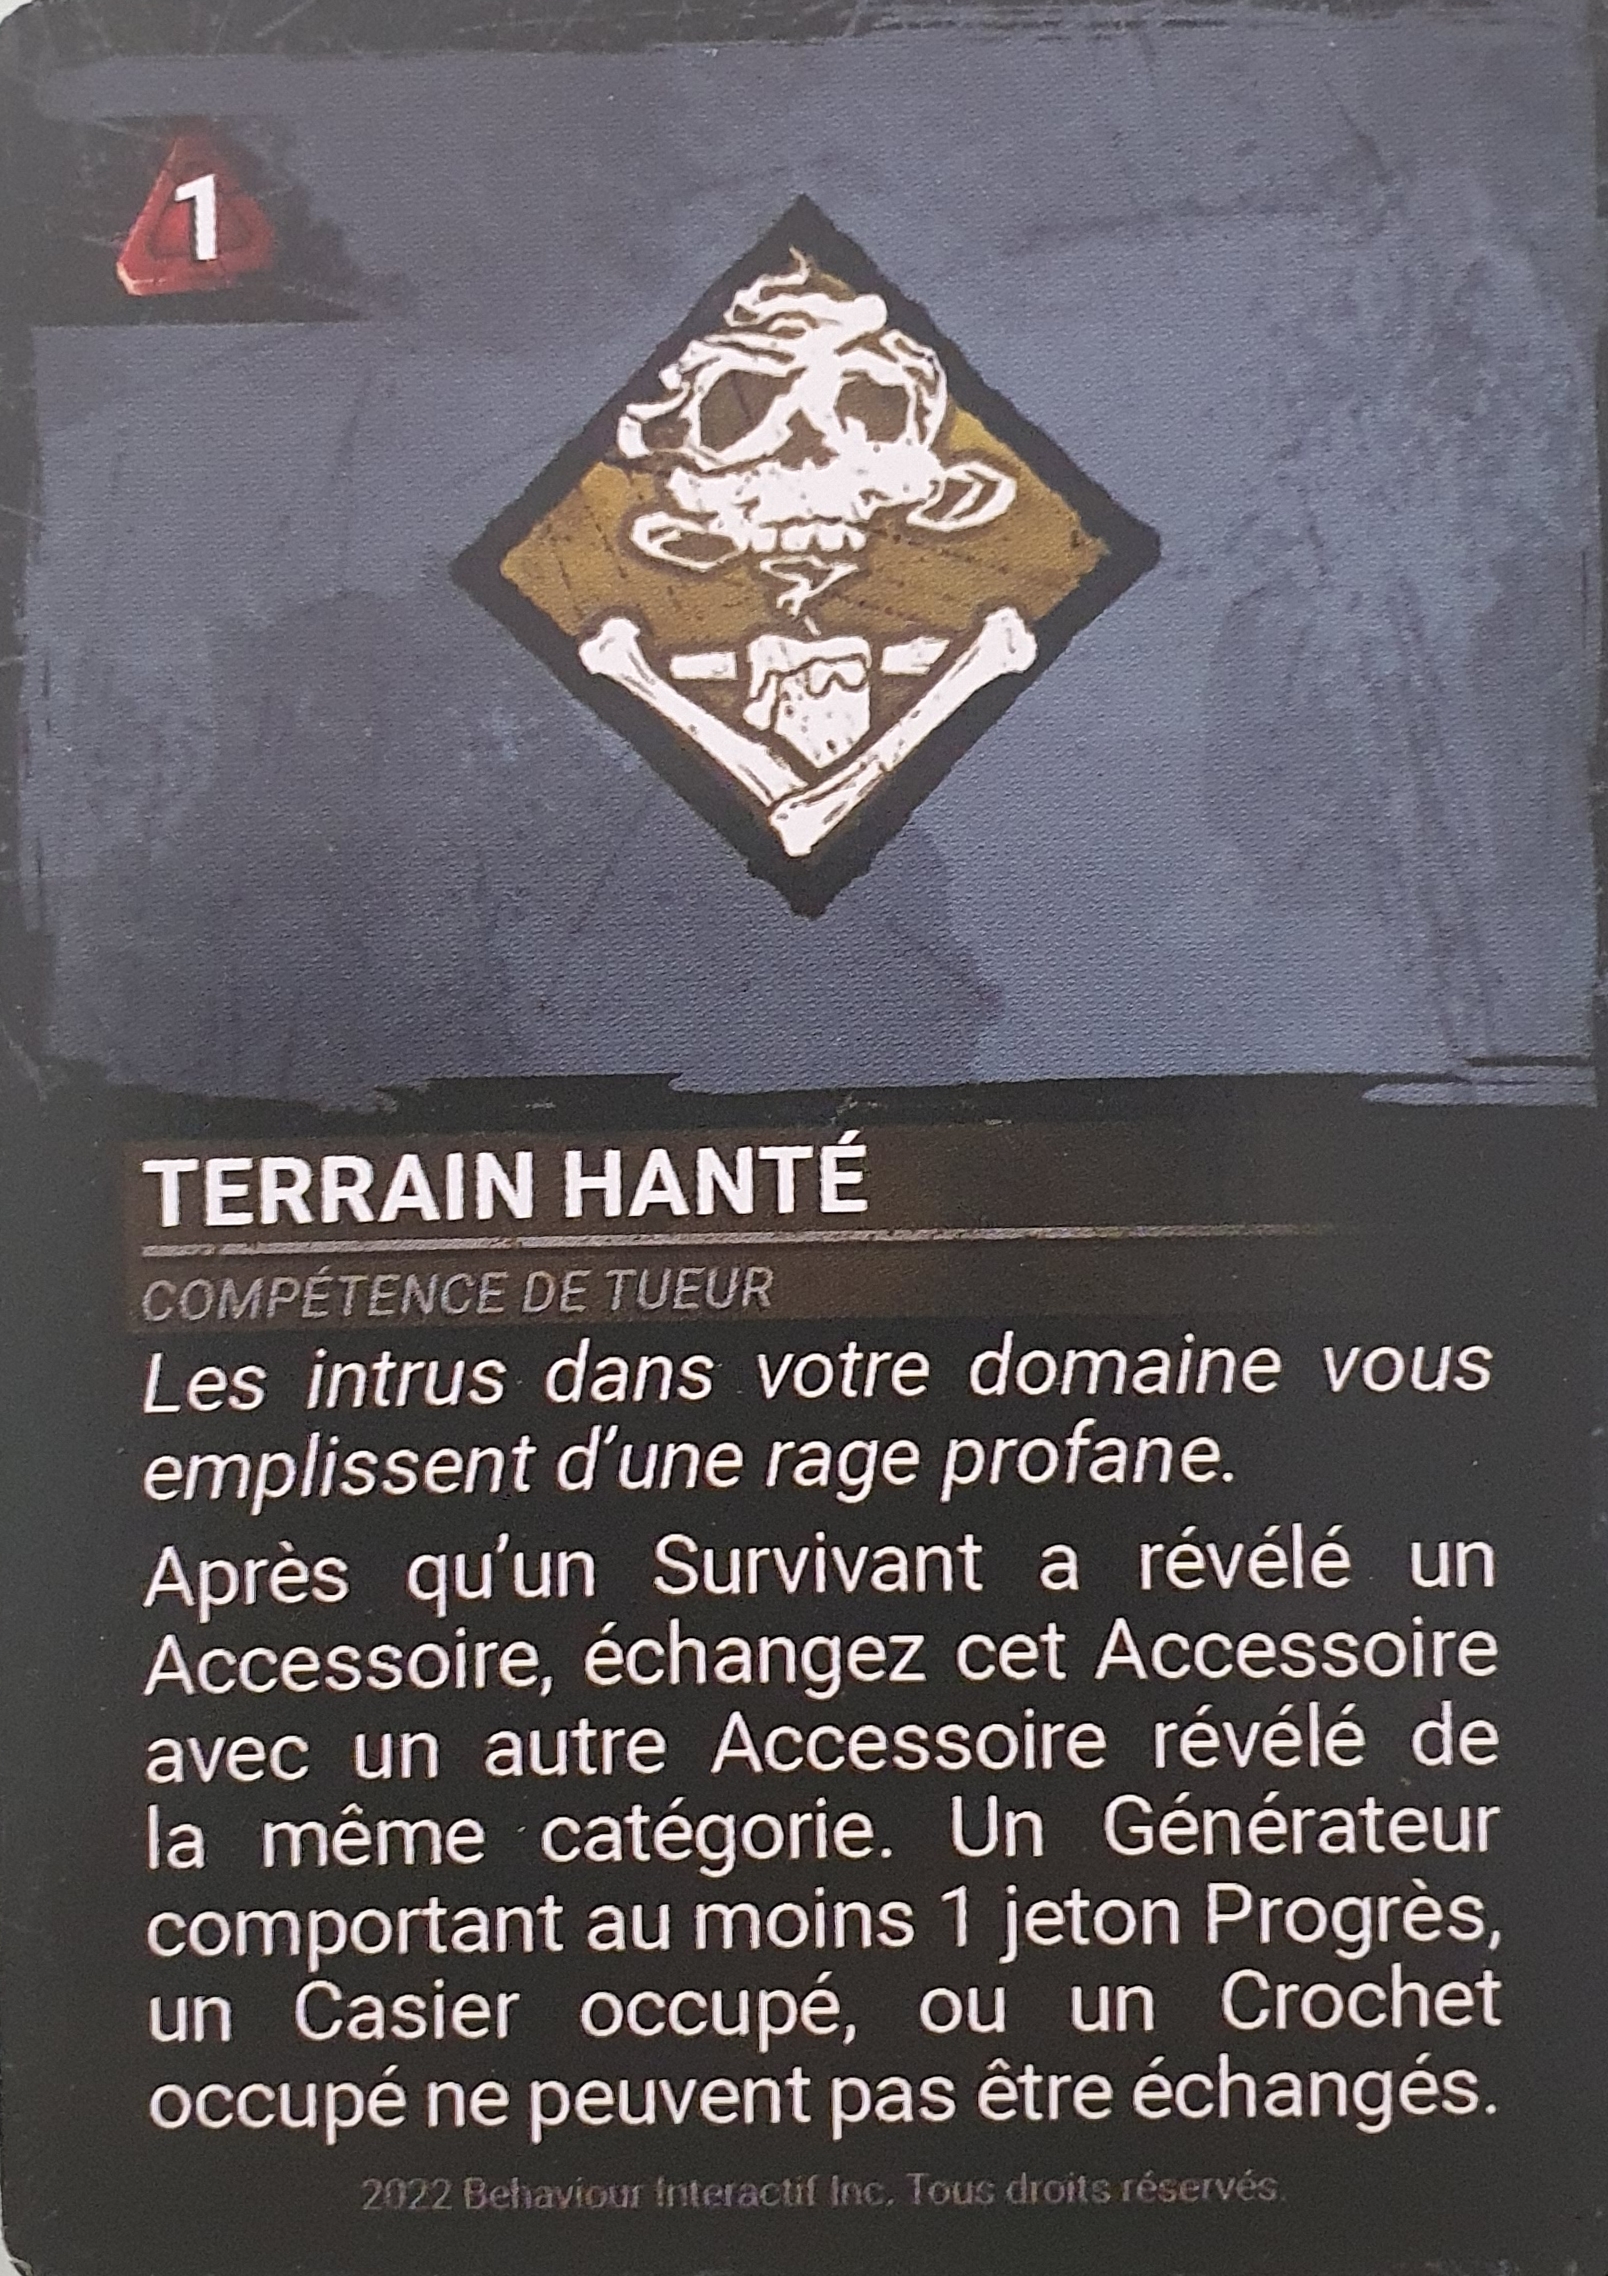 1
TERRAIN HANTÉ
COMPÉTENCE DE TUEUR
Les intrus dans votre domaine vous
emplissent d'une rage profane.
Après qu'un Survivant a révélé un
Accessoire, échangez cet Accessoire
avec un autre Accessoire révélé de
la même catégorie. Un Générateur
comportant au moins 1 jeton Progrès,
un Casier occupé, ou un Crochet
occupé ne peuvent pas être échangés.
2022 Behaviour Interactif Inc. Tous droits réservés.